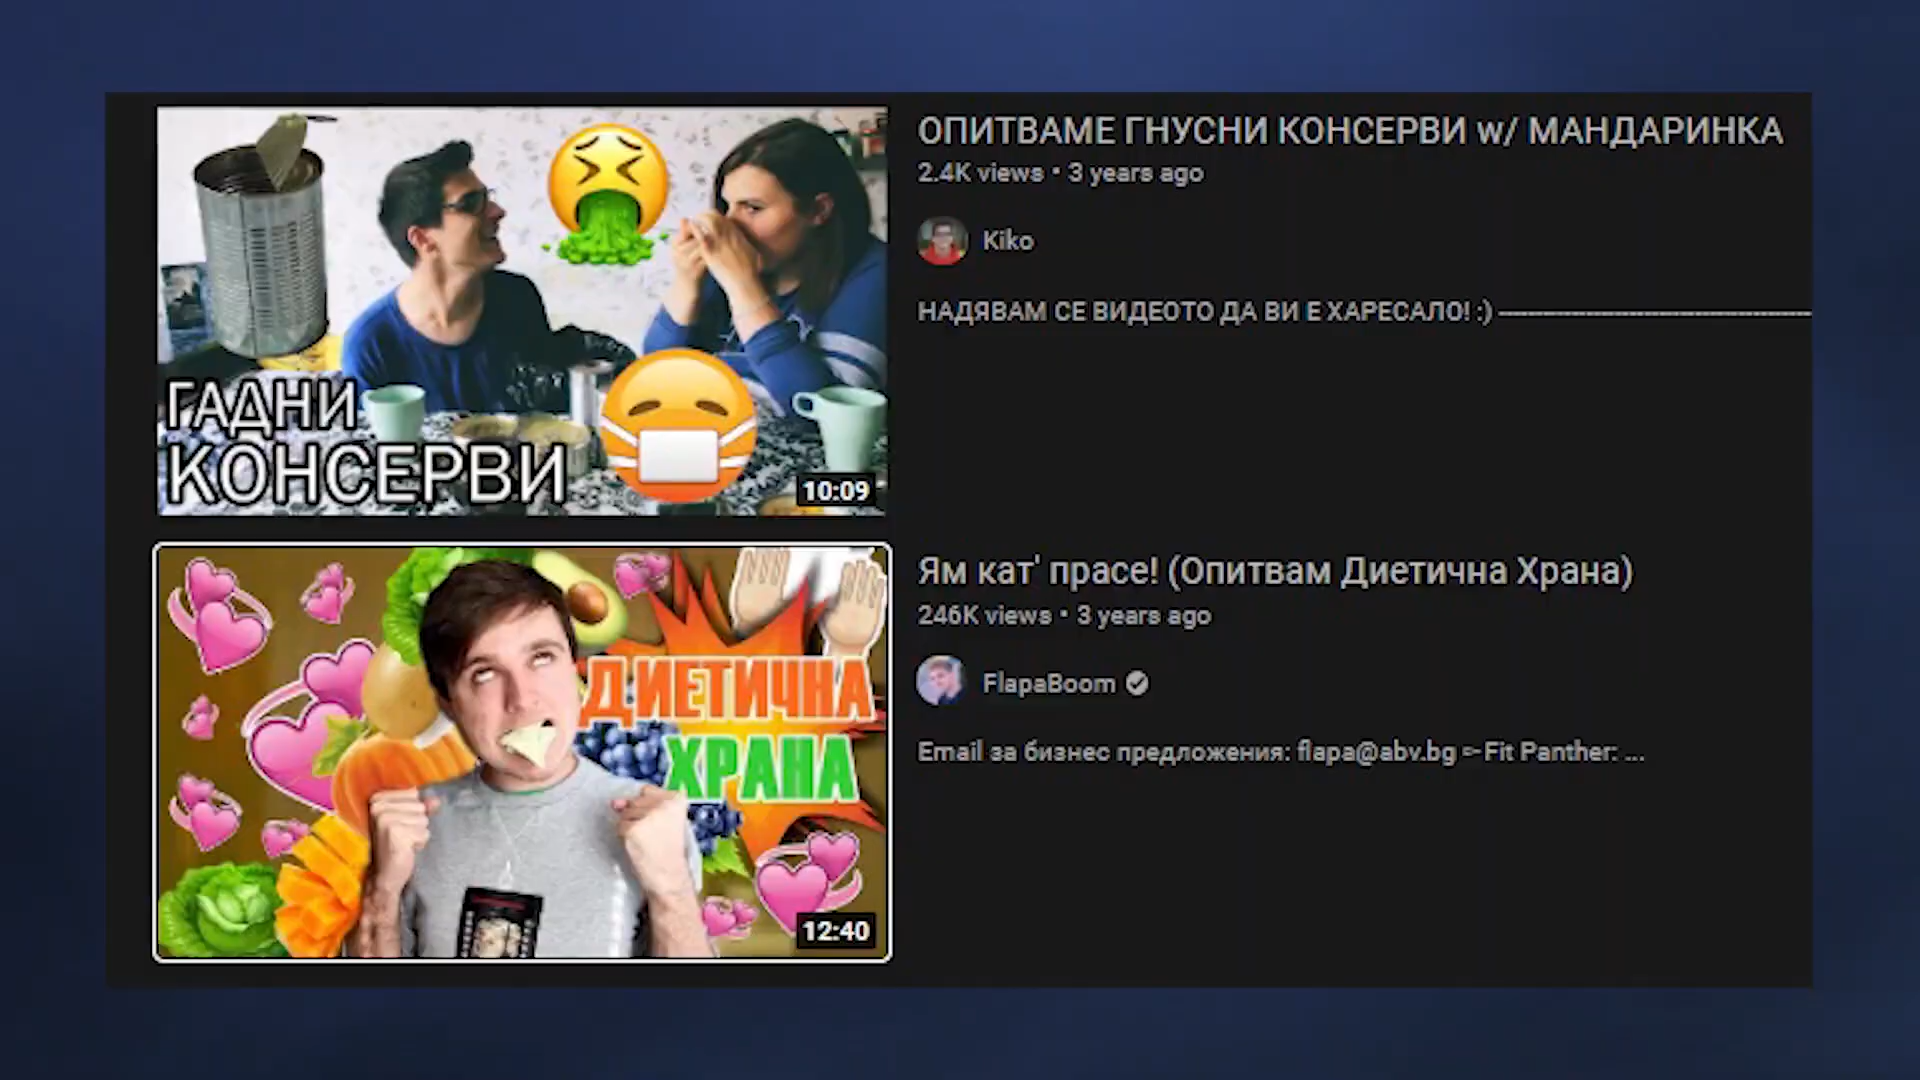 ГАДНИ
КОНСЕРВИ
10:09
ОПИТВАМЕ ГНУСНИ КОНСЕРВИ w/ МАНДАРИНКА
2.4K views • 3 years ago
Kiko
НАДЯВАМ СЕ ВИДЕОТО ДА ВИ Е ХАРЕСАЛО! :)
ДИЕТИЧНА
ХРАНА
12:40
Ям кат' прасе! (Опитвам Диетична Храна)
246K views • 3 years ago
FlapaBoom
Email за бизнес предложения: flapa@abv.bg ➛Fit Panther: ...